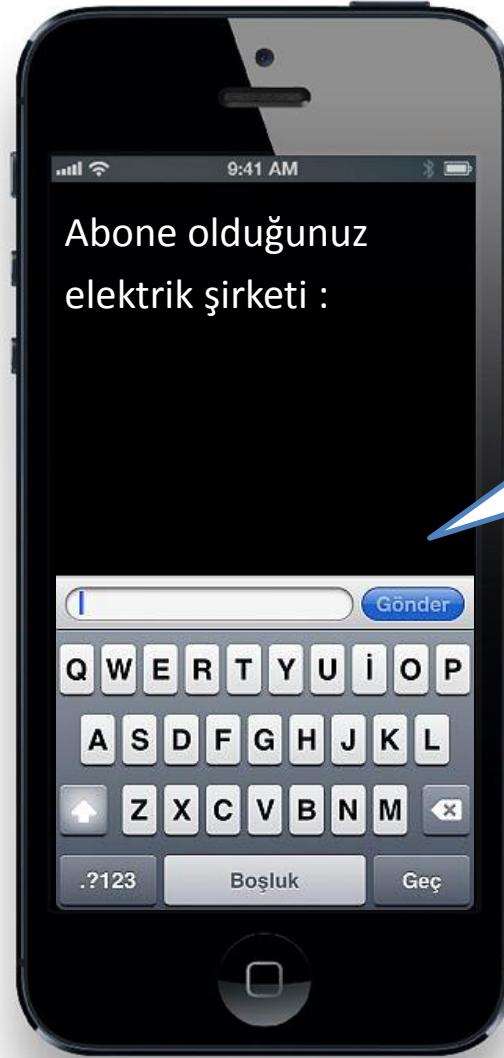 9:41 AM
Abone olduğunuz
elektrik şirketi :
Gönder
Q W E R T Y U İ O P
A S D F G H J K L
Z X C V B N M
.?123 Boşluk Geç